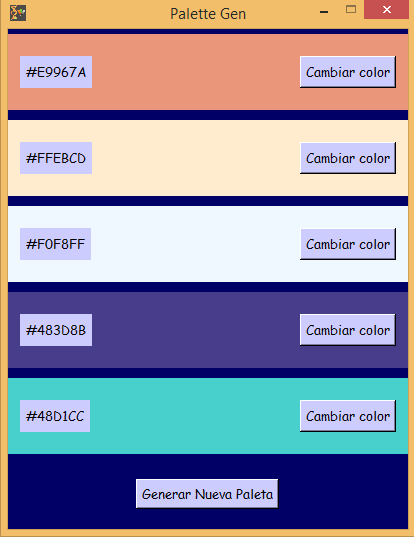 Palette Gen
#E9967A Cambiar color
#FFEBCD Cambiar color
#F0F8FF Cambiar color
#483D8B Cambiar color
#48D1CC Cambiar color
Generar Nueva Paleta